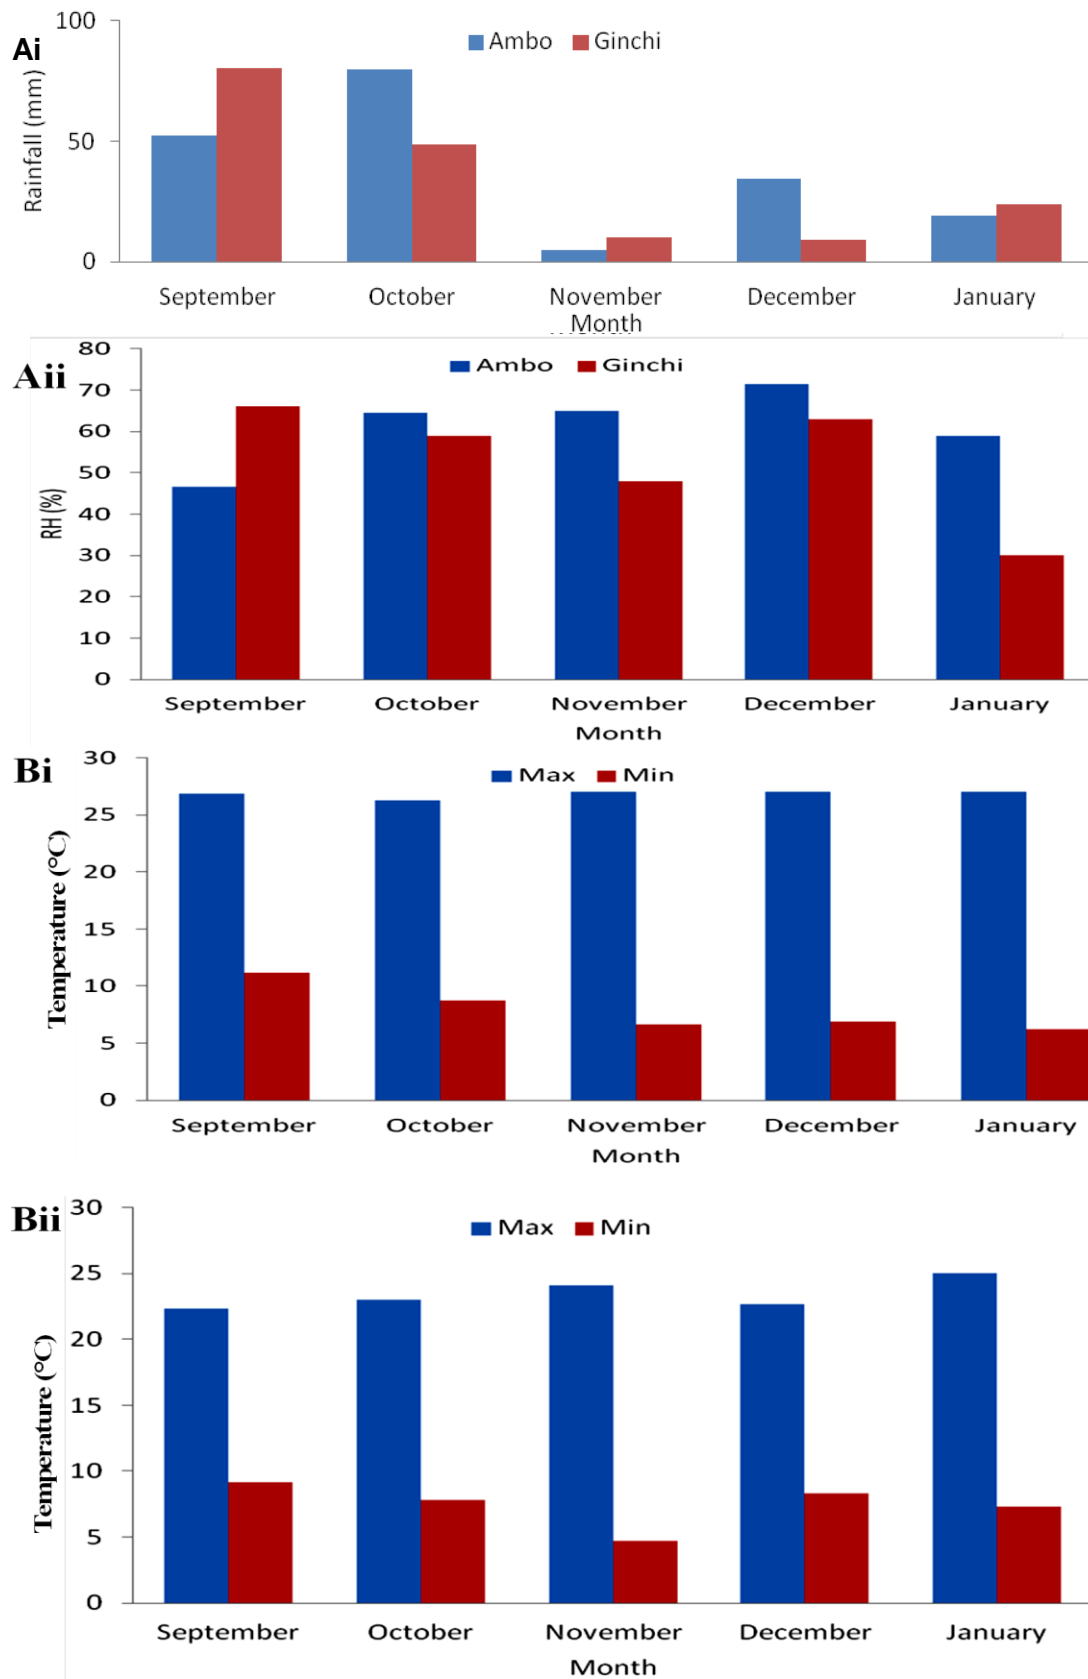 Ai
100
50
0
Rainfall (mm)
Ambo Ginchi
September October November December January
Month
Aii
80
70
60
50
40
30
20
10
0
RH (%)
Ambo Ginchi
September October November December January
Month
Bi
30
25
20
15
10
5
0
Temperature (°C)
Max Min
September October November December January
Month
Bii
30
25
20
15
10
5
0
Temperature (°C)
Max Min
September October November December January
Month